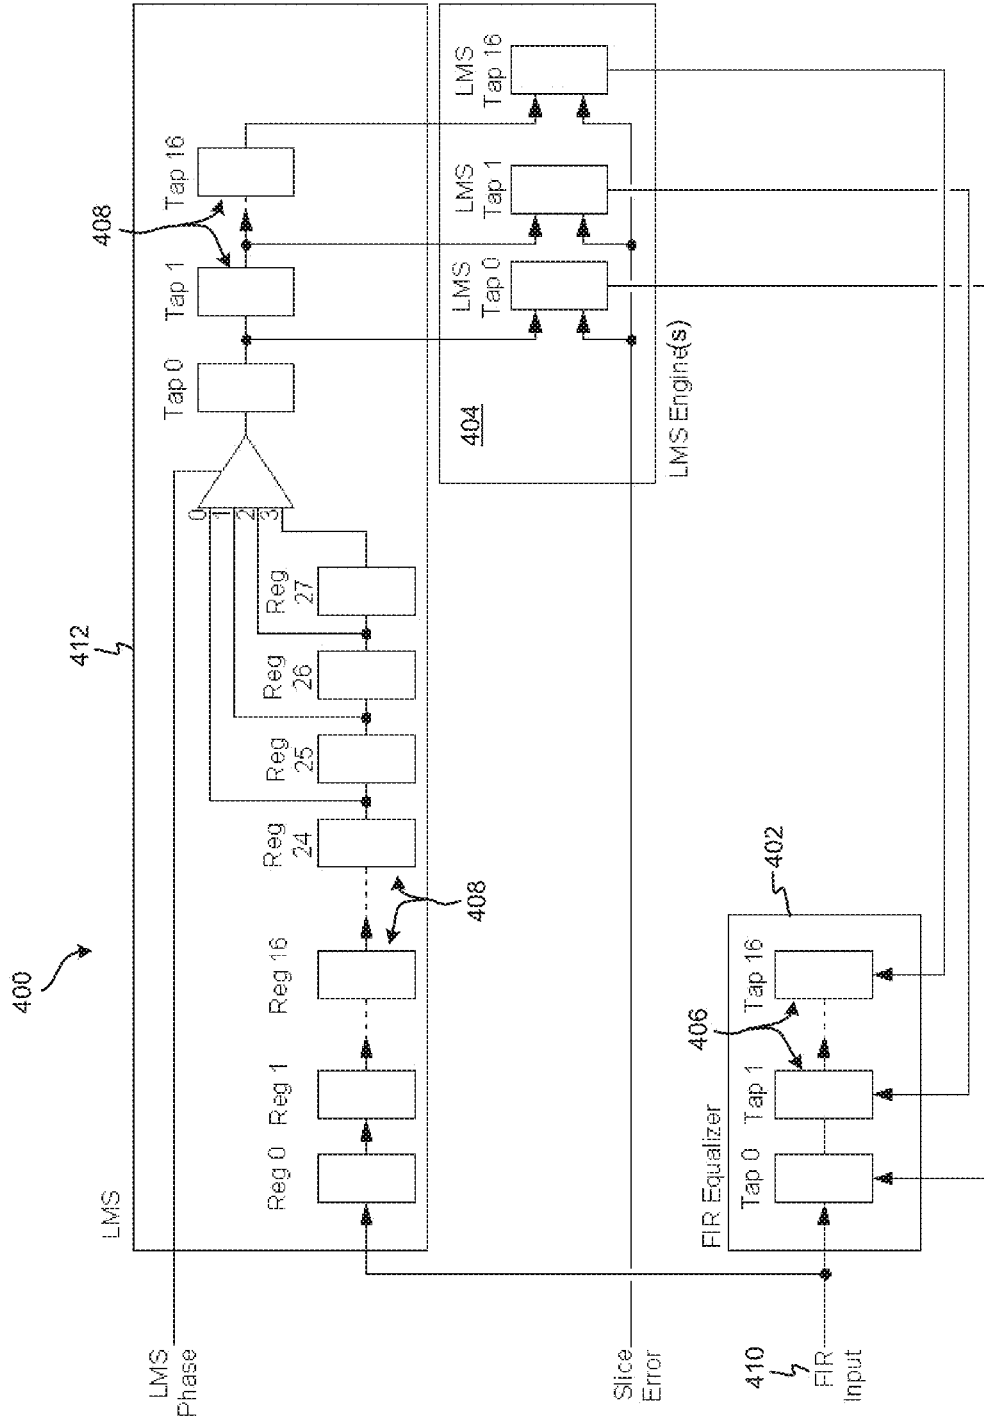 400
412
LMS
Phase
LMS
Reg 0
Reg 1
Reg 16
408
Reg
24
Reg
25
Reg
26
Reg
27
0
1
2
3
Tap 0
Tap 1
408
Tap 16
404
LMS
Tap 0
LMS
Tap 1
LMS
Tap 16
LMS Engine(s)
Slice
Error
410
FIR
Input
FIR Equalizer
402
Tap 0
Tap 1
406
Tap 16